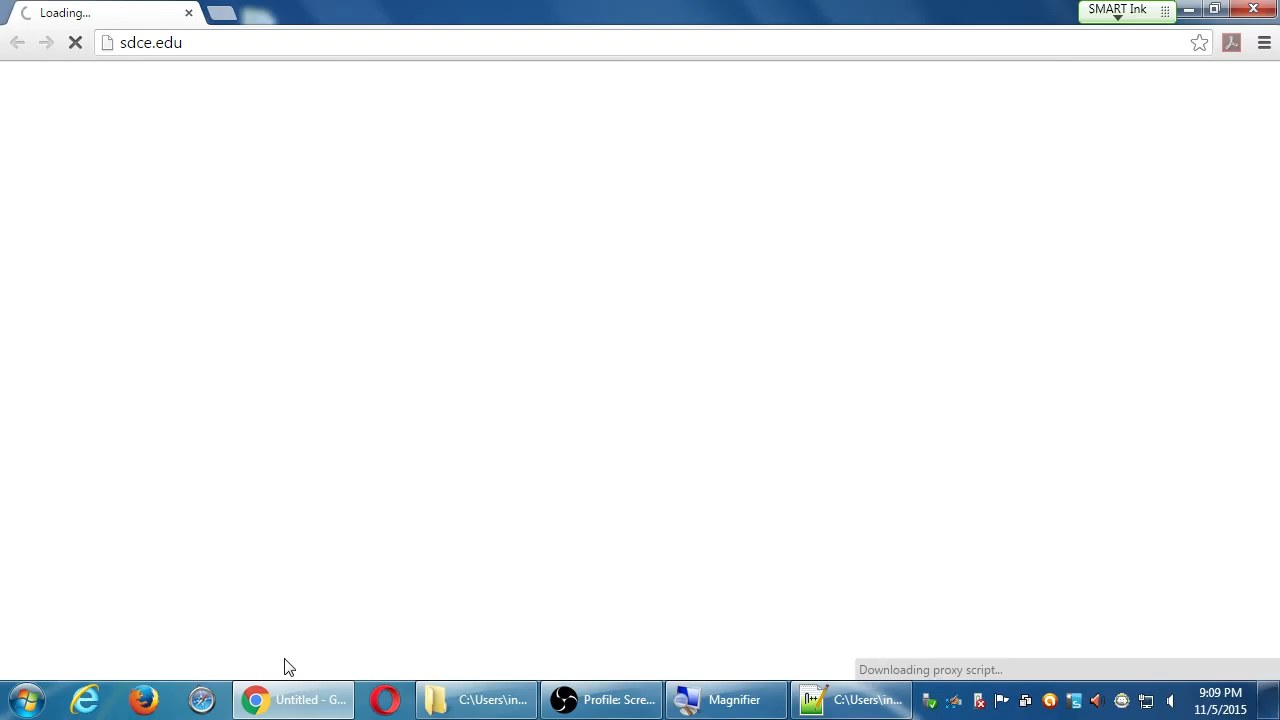 Loading...
SMART Ink
sdce.edu
Downloading proxy script...
Untitled - G...
C:\Users\in...
Profile: Scre...
Magnifier
C:\Users\in...
9:09 PM
11/5/2015